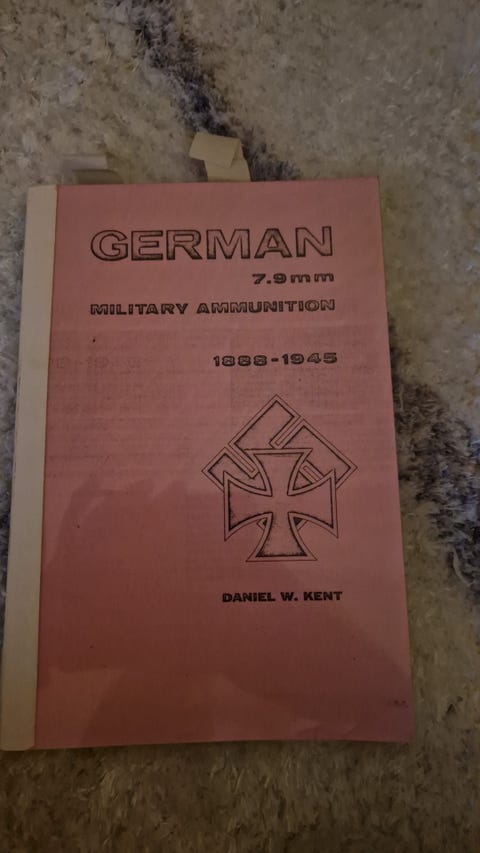 GERMAN
7.9mm
MILITARY AMMUNITION
1888-1945
DANIEL W. KENT